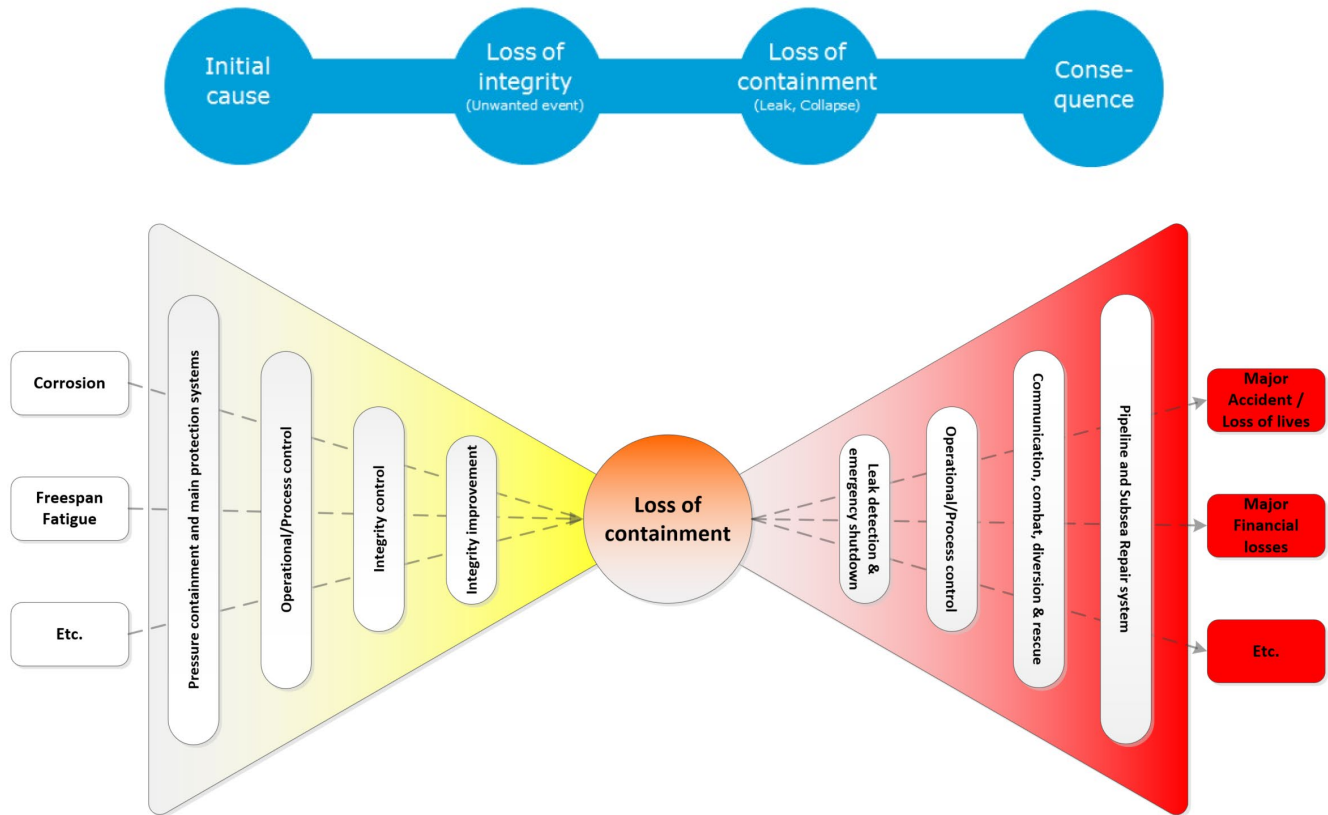 Initial
cause
Loss of
integrity
(Unwanted event)
Loss of
containment
(Leak, Collapse)
Conse-
quence
Corrosion
Freespan
Fatigue
Etc.
Pressure containment and main protection systems
Operational/Process control
Integrity control
Integrity improvement
Loss of
containment
Leak detection &
emergency shutdown
Operational/Process control
Communication, combat, diversion & rescue
Pipeline and Subsea Repair system
Major
Accident /
Loss of lives
Major
Financial
losses
Etc.